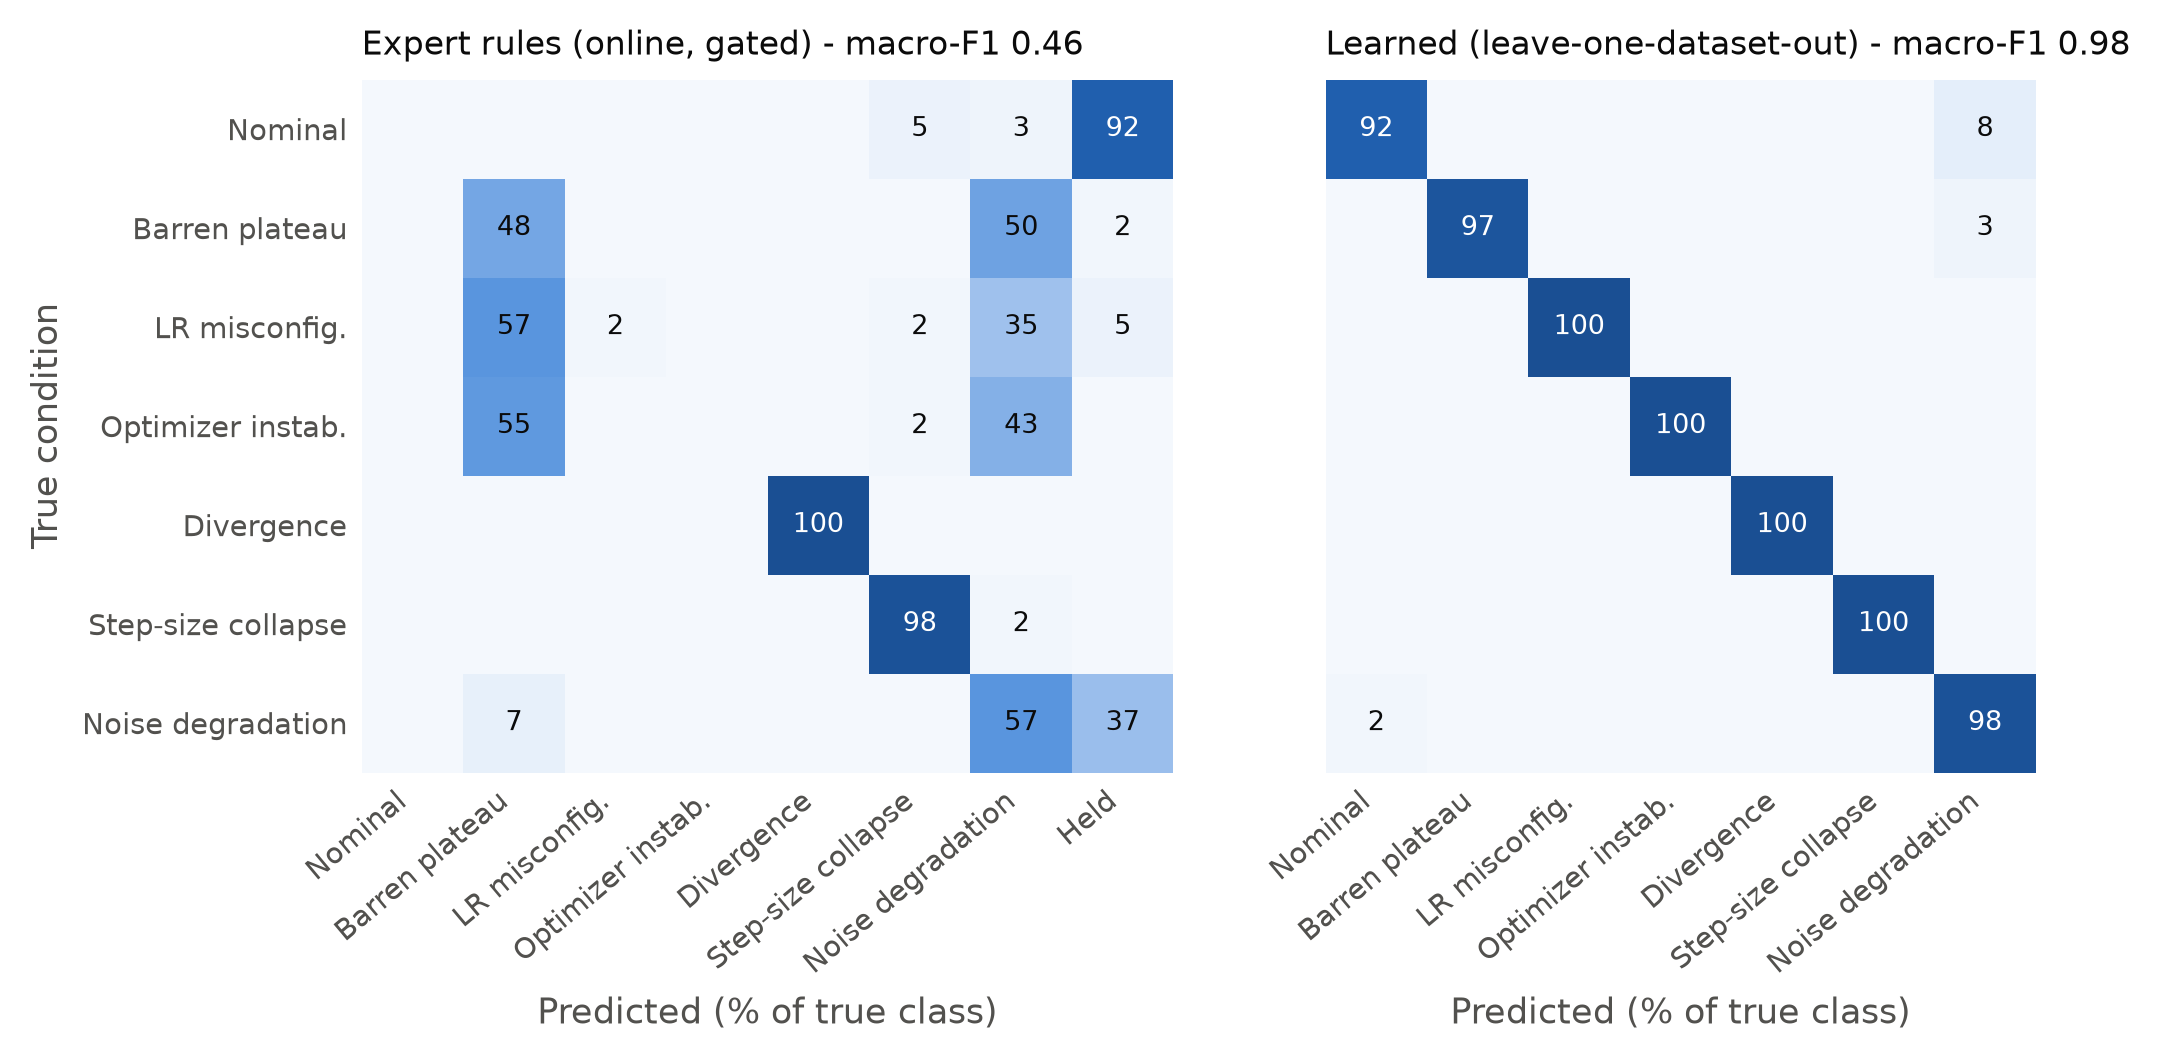 Expert rules (online, gated) - macro-F1 0.46
Learned (leave-one-dataset-out) - macro-F1 0.98
True condition
Nominal 5 3 92
Barren plateau 48 50 2
LR misconfig. 57 2 2 35 5
Optimizer instab. 55 2 43
Divergence 100
Step-size collapse 98 2
Noise degradation 7 57 37
Nominal
Barren plateau
LR misconfig.
Optimizer instab.
Divergence
Step-size collapse
Noise degradation
Held
Predicted (% of true class)
92 8
97 3
100
100
100
100
2 98
Nominal
Barren plateau
LR misconfig.
Optimizer instab.
Divergence
Step-size collapse
Noise degradation
Predicted (% of true class)